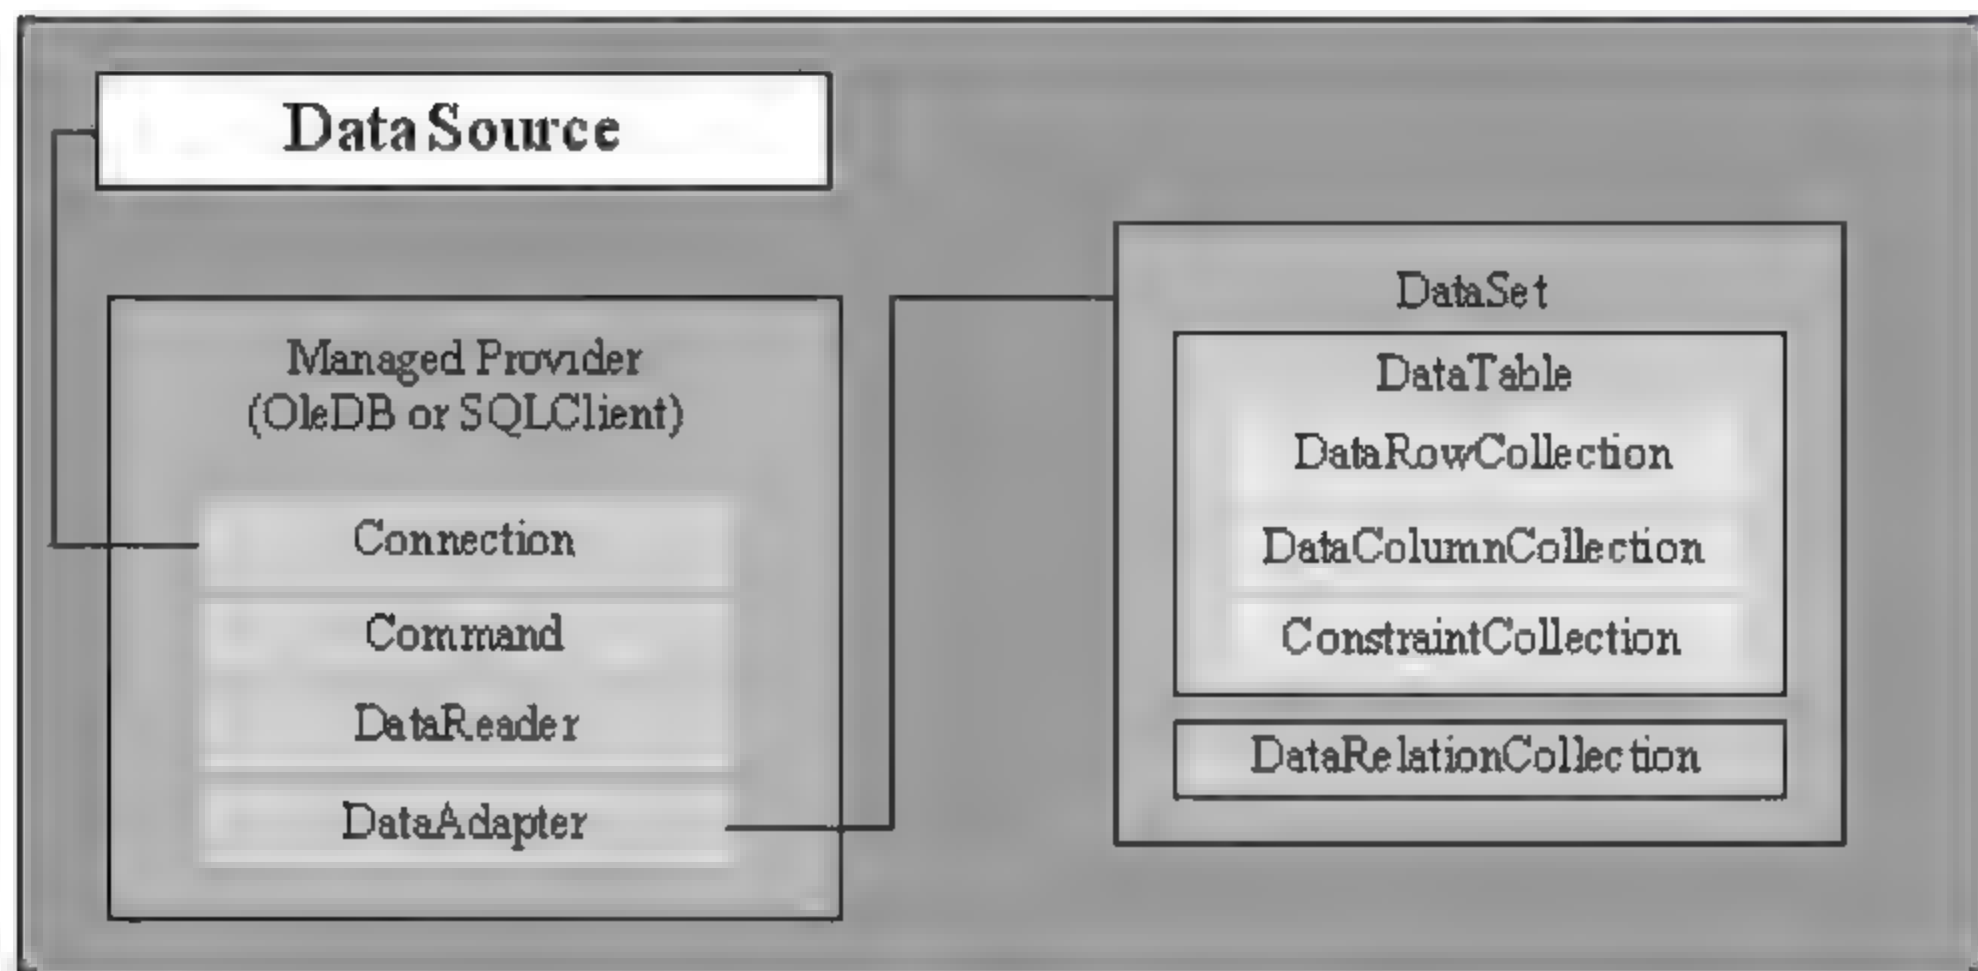 DataSource
Managed Provider
(OleDB or SQLClient)
Connection
Command
DataReader
DataAdapter
DataSet
DataTable
DataRowCollection
DataColumnCollection
ConstraintCollection
DataRelationCollection